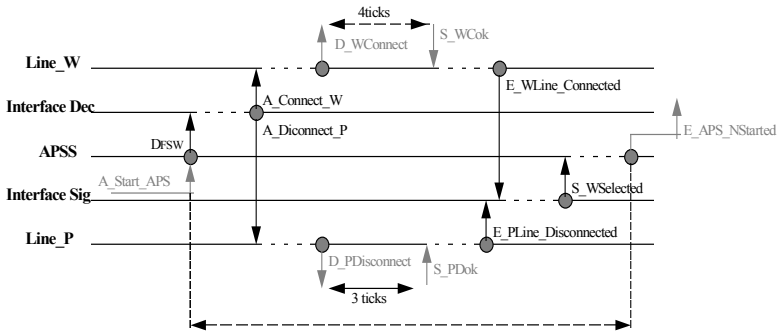 4ticks
D_WConnect
S_WCok
Line_W
E_WLine_Connected
A_Connect_W
Interface Dec
A_Diconnect_P
E_APS_NStarted
DFSW
APSS
A_Start_APS
S_WSelected
Interface Sig
E_PLine_Disconnected
Line_P
D_PDisconnect
S_PDok
3 ticks